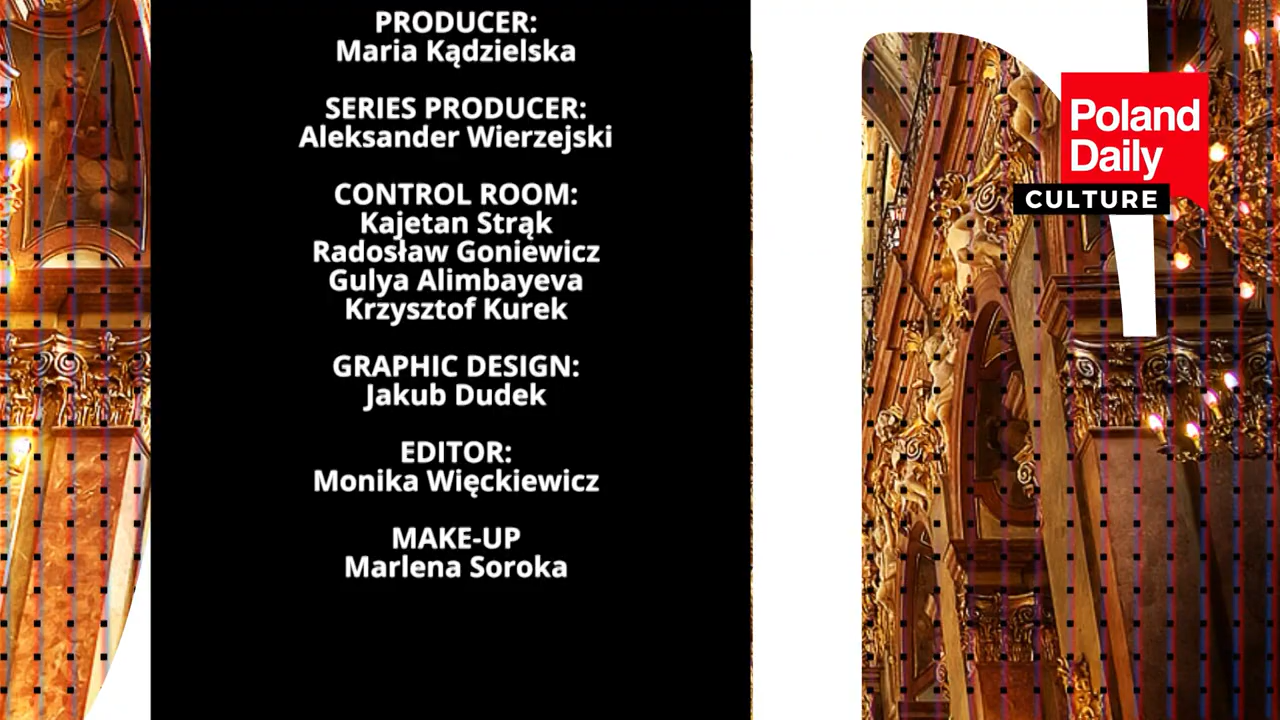 PRODUCER:
Maria Kądzielska
SERIES PRODUCER:
Aleksander Wierzejski
CONTROL ROOM:
Kajetan Strąk
Radosław Goniewicz
Gulya Alimbayeva
Krzysztof Kurek
GRAPHIC DESIGN:
Jakub Dudek
EDITOR:
Monika Więckiewicz
MAKE-UP
Marlena Soroka
Poland
Daily
CULTURE